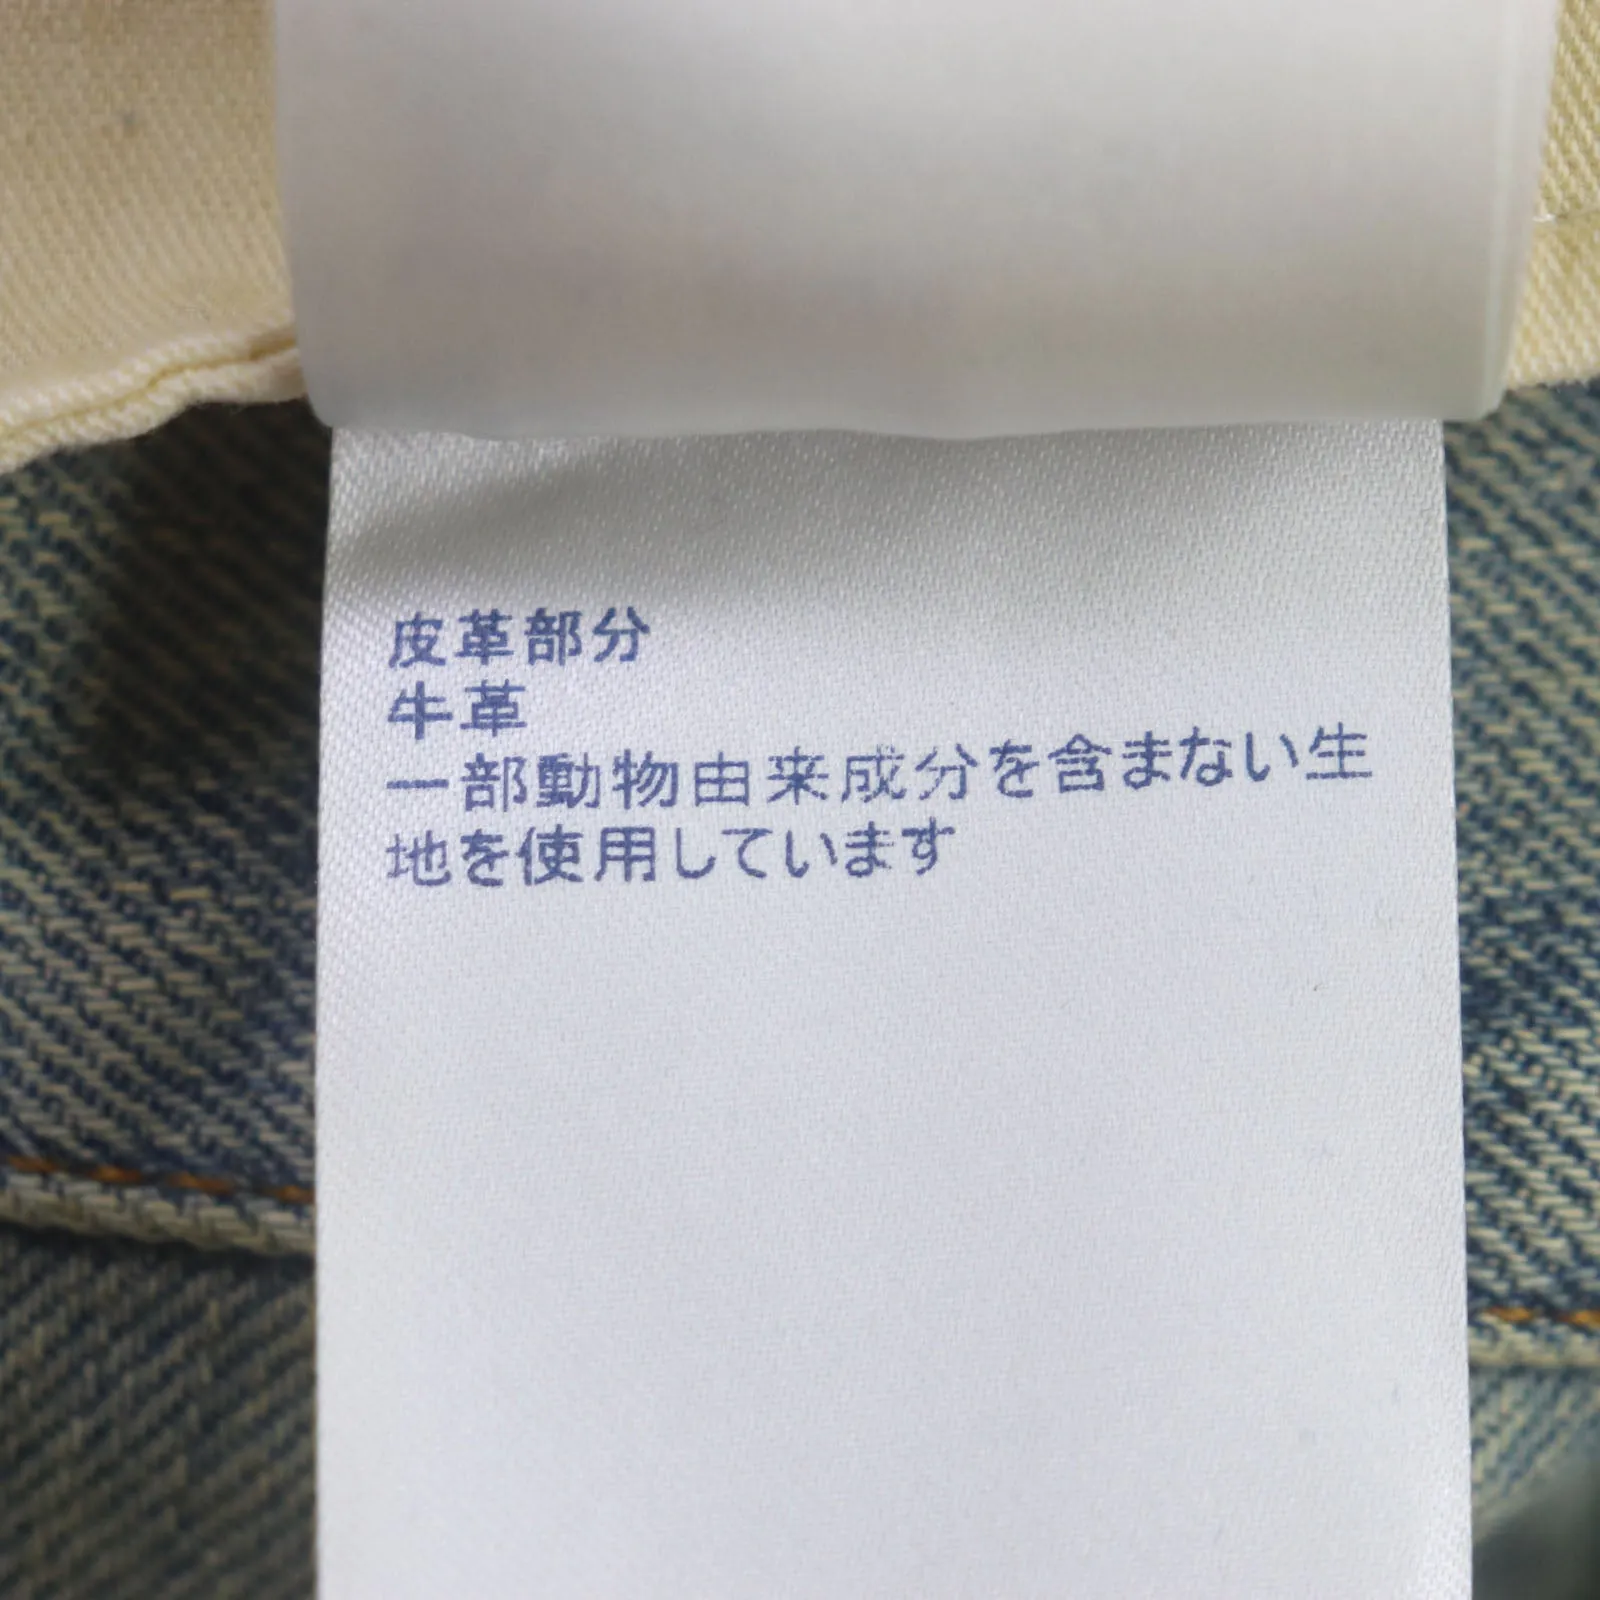 皮革部分
牛革
一部動物由来成分を含まない生
地を使用しています